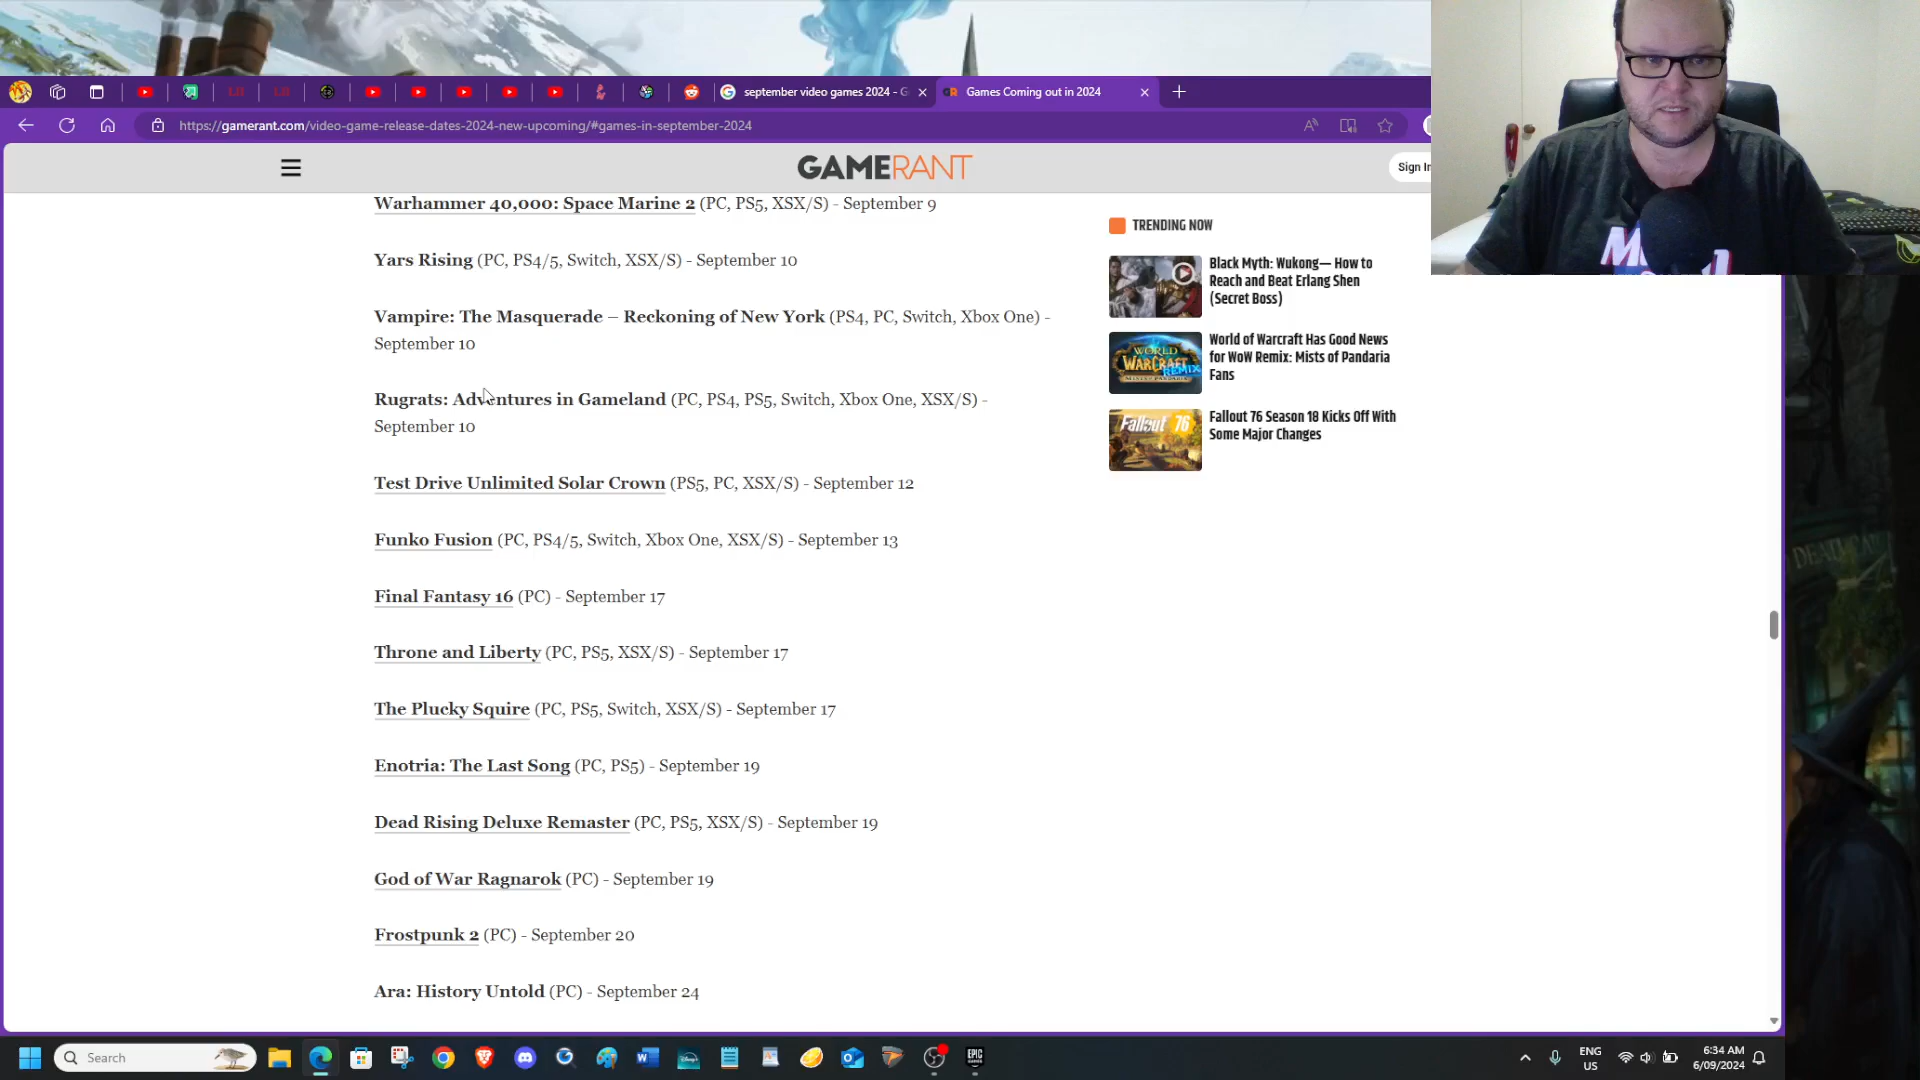 september video games 2024 - G
Games Coming out in 2024
https://gamerant.com/video-game-release-dates-2024-new-upcoming/#games-in-september-2024
GAMERANT
Sign In
Warhammer 40,000: Space Marine 2 (PC, PS5, XSX/S) - September 9
Yars Rising (PC, PS4/5, Switch, XSX/S) - September 10
Vampire: The Masquerade – Reckoning of New York (PS4, PC, Switch, Xbox One) -
September 10
Rugrats: Adventures in Gameland (PC, PS4, PS5, Switch, Xbox One, XSX/S) -
September 10
Test Drive Unlimited Solar Crown (PS5, PC, XSX/S) - September 12
Funko Fusion (PC, PS4/5, Switch, Xbox One, XSX/S) - September 13
Final Fantasy 16 (PC) - September 17
Throne and Liberty (PC, PS5, XSX/S) - September 17
The Plucky Squire (PC, PS5, Switch, XSX/S) - September 17
Enotria: The Last Song (PC, PS5) - September 19
Dead Rising Deluxe Remaster (PC, PS5, XSX/S) - September 19
God of War Ragnarok (PC) - September 19
Frostpunk 2 (PC) - September 20
Ara: History Untold (PC) - September 24
TRENDING NOW
Black Myth: Wukong— How to
Reach and Beat Erlang Shen
(Secret Boss)
WORLD
WARCRAFT
REMIX
World of Warcraft Has Good News
for WoW Remix: Mists of Pandaria
Fans
Fallout 76
Fallout 76 Season 18 Kicks Off With
Some Major Changes
Search
EPIC
ENG
US
6:34 AM
6/09/2024